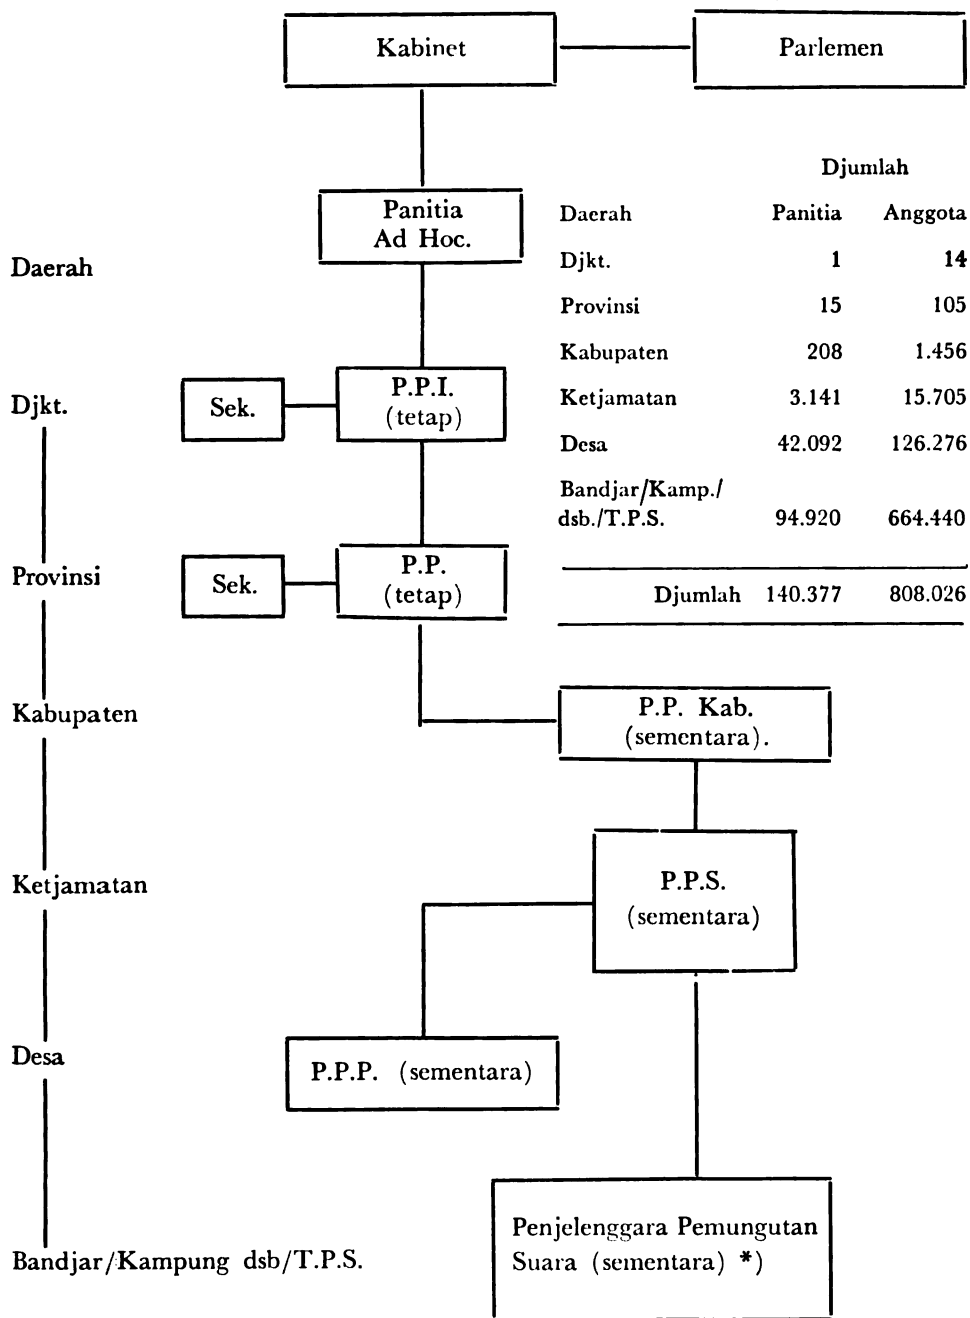 Kabinet
Parlemen
Panitia
Ad Hoc.
Djumlah
Daerah Panitia Anggota
Djkt. 1 14
Provinsi 15 105
Kabupaten 208 1.456
Ketjamatan 3.141 15.705
Desa 42.092 126.276
Bandjar/Kamp./
dsb./T.P.S. 94.920 664.440
Djumlah 140.377 808.026
Daerah
Djkt.
Sek.
P.P.I.
(tetap)
Provinsi
Sek.
P.P.
(tetap)
Kabupaten
P.P. Kab.
(sementara).
Ketjamatan
P.P.S.
(sementara)
Desa
P.P.P. (sementara)
Bandjar/Kampung dsb/T.P.S.
Penjelenggara Pemungutan
Suara (sementara) *)